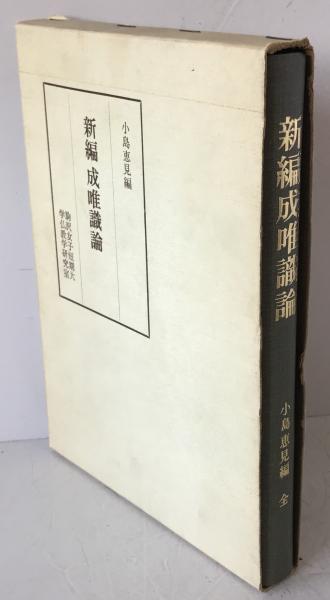 小島恵見編
新編 成唯識論
駒沢女子短期大
学仏教学研究室
新編成唯識論
小島恵見編 全